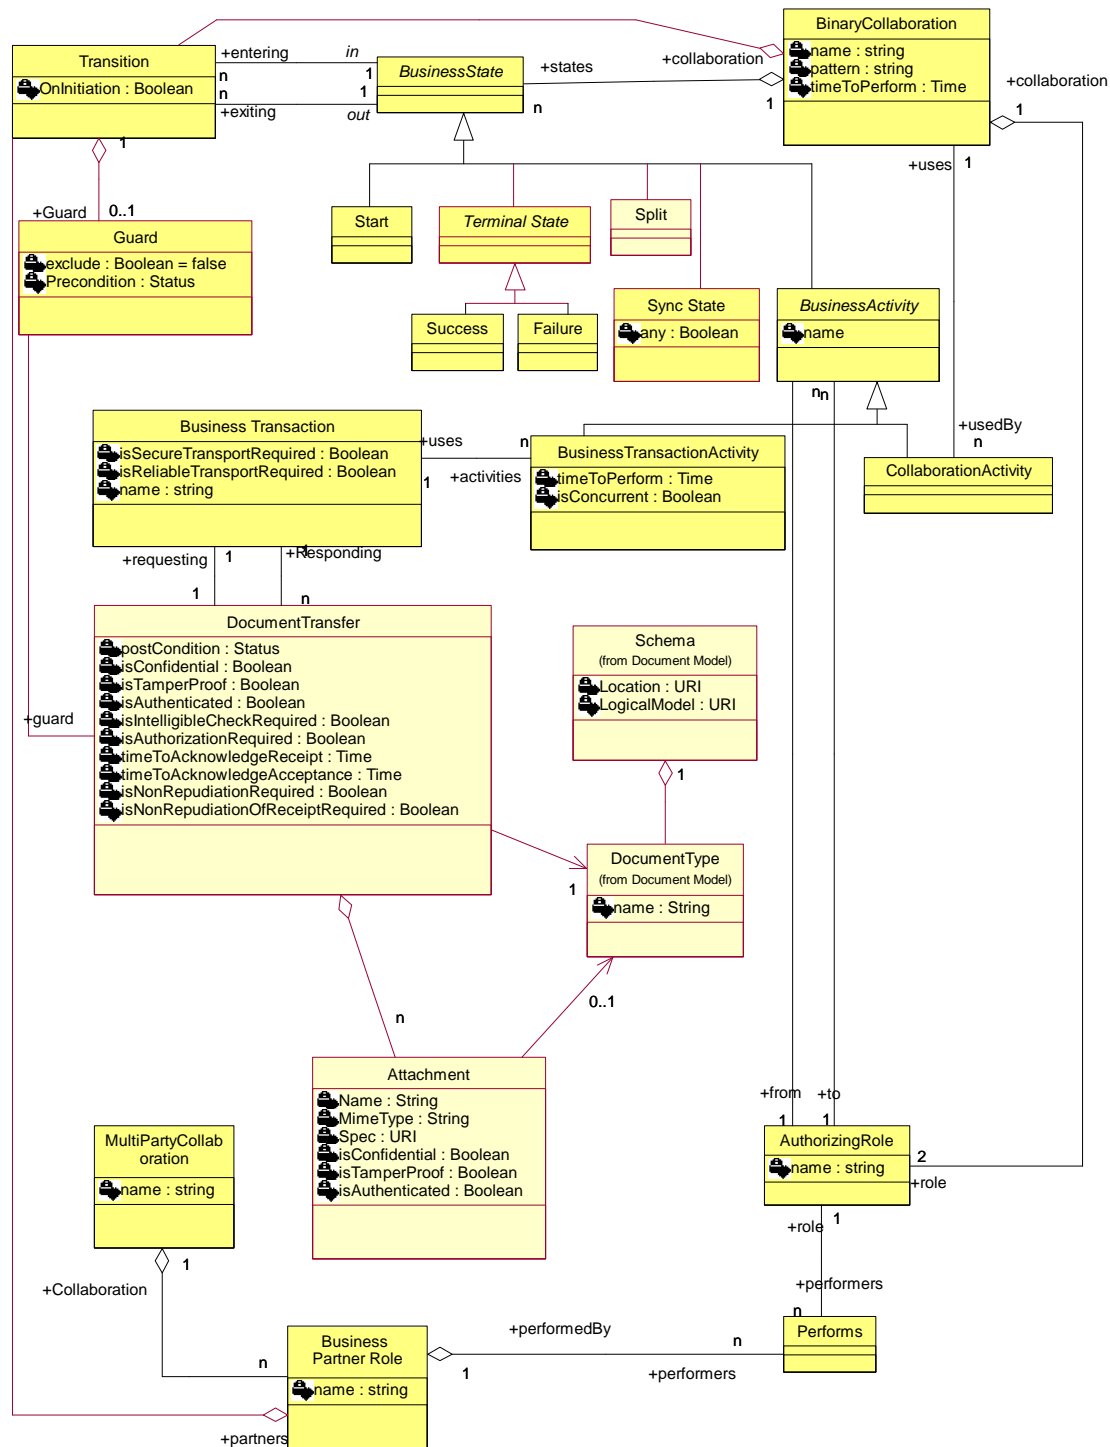 BinaryCollaboration
name : string
pattern : string
timeToPerform : Time
Transition
OnInitiation : Boolean
+entering
in
n
1
n
1
+exiting
out
BusinessState
+states
n
+collaboration
1
+collaboration
1
+uses
1
1
+Guard
0..1
Guard
exclude : Boolean = false
Precondition : Status
Start
Terminal State
Split
Success
Failure
Sync State
any : Boolean
BusinessActivity
name
n
n
+usedBy
n
Business Transaction
isSecureTransportRequired : Boolean
isReliableTransportRequired : Boolean
name : string
+uses
n
1
+activities
BusinessTransactionActivity
timeToPerform : Time
isConcurrent : Boolean
CollaborationActivity
+requesting
1
+Responding
1
1
n
DocumentTransfer
postCondition : Status
isConfidential : Boolean
isTamperProof : Boolean
isAuthenticated : Boolean
isIntelligibleCheckRequired : Boolean
isAuthorizationRequired : Boolean
timeToAcknowledgeReceipt : Time
timeToAcknowledgeAcceptance : Time
isNonRepudiationRequired : Boolean
isNonRepudiationOfReceiptRequired : Boolean
+guard
Schema
(from Document Model)
Location : URI
LogicalModel : URI
1
DocumentType
(from Document Model)
name : String
1
0..1
n
Attachment
Name : String
MimeType : String
Spec : URI
isConfidential : Boolean
isTamperProof : Boolean
isAuthenticated : Boolean
+from
+to
1
1
AuthorizingRole
name : string
2
+role
MultiPartyCollab
oration
name : string
1
+Collaboration
n
+role
1
+performers
n
Performs
Business
Partner Role
name : string
+performedBy
n
1
+performers
+partners